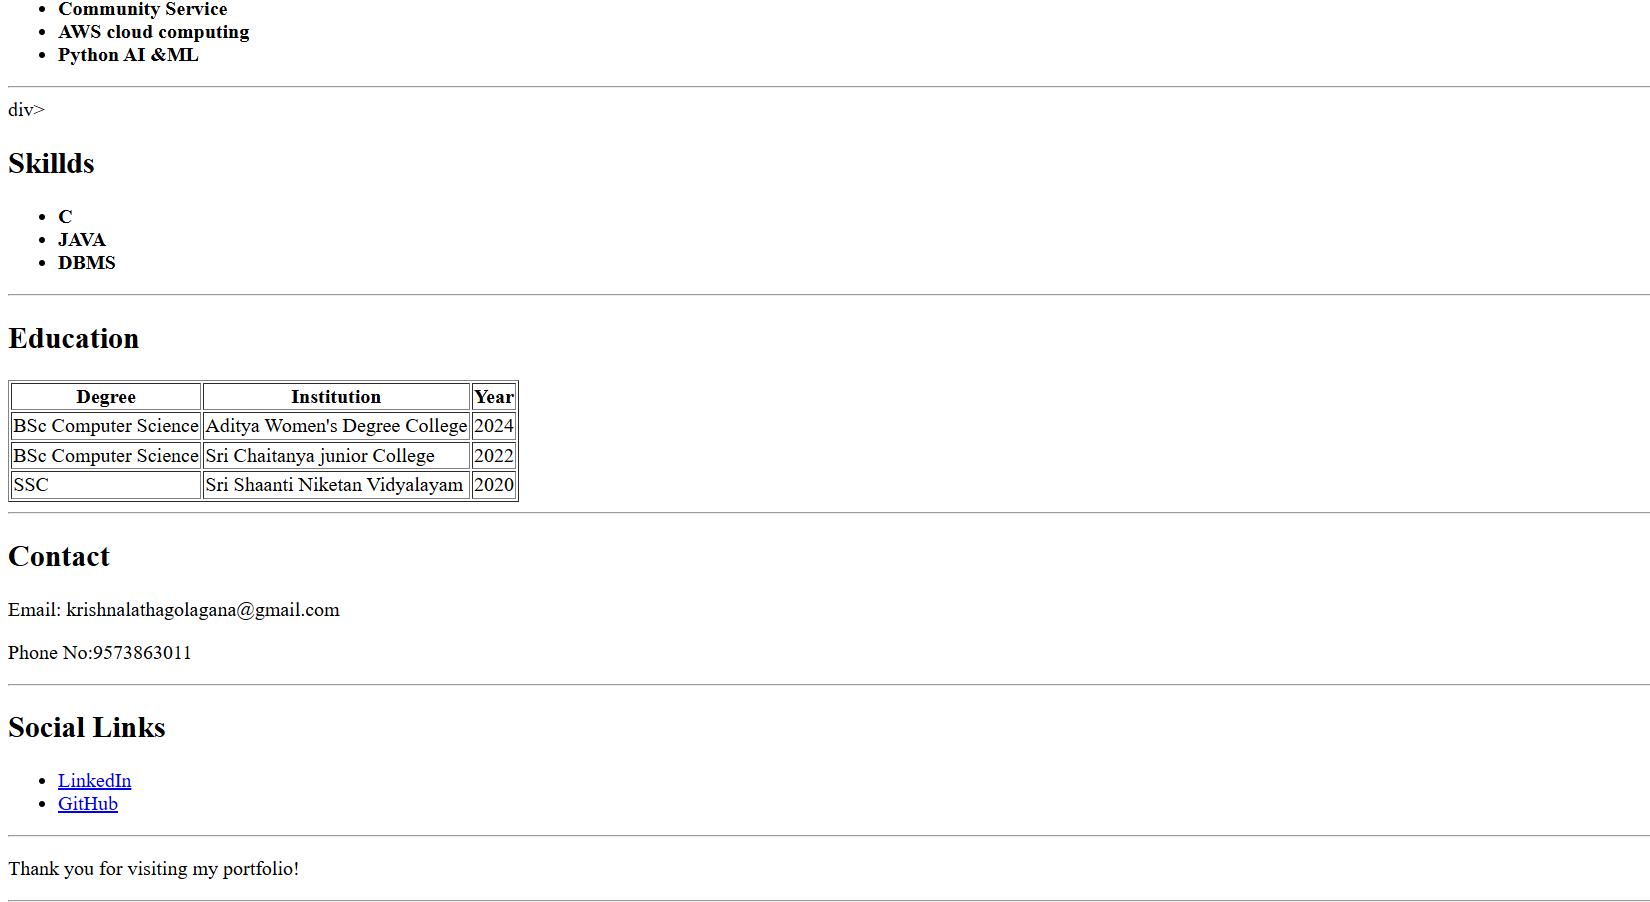 Community Service
AWS cloud computing
Python AI &ML
div>
Skillds
C
JAVA
DBMS
Education
Degree Institution Year
BSc Computer Science Aditya Women's Degree College 2024
BSc Computer Science Sri Chaitanya junior College 2022
SSC Sri Shaanti Niketan Vidyalayam 2020
Contact
Email: krishnalathagolagana@gmail.com
Phone No:9573863011
Social Links
LinkedIn
GitHub
Thank you for visiting my portfolio!